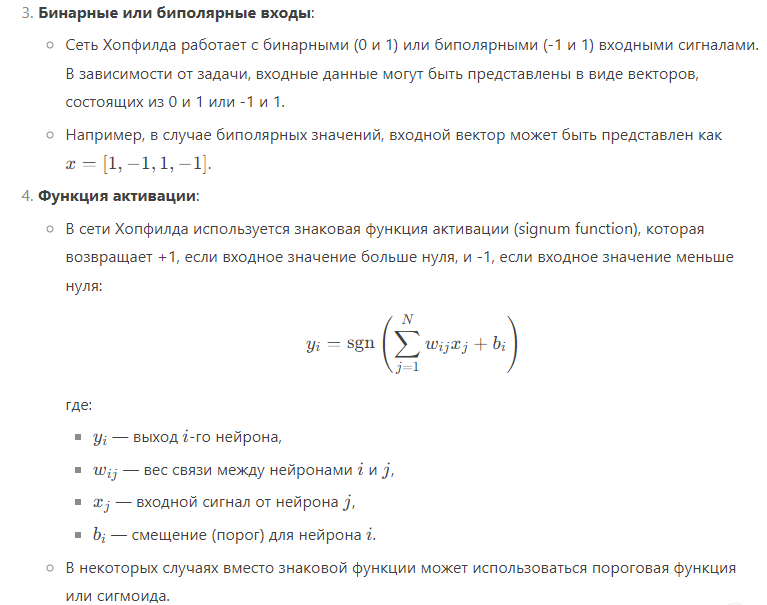 3. Бинарные или биполярные входы:
○ Сеть Хопфилда работает с бинарными (0 и 1) или биполярными (-1 и 1) входными сигналами.
В зависимости от задачи, входные данные могут быть представлены в виде векторов,
состоящих из 0 и 1 или -1 и 1.
○ Например, в случае биполярных значений, входной вектор может быть представлен как
x = [1, −1, 1, −1].
4. Функция активации:
○ В сети Хопфилда используется знаковая функция активации (signum function), которая
возвращает +1, если входное значение больше нуля, и -1, если входное значение меньше
нуля:
y_i = sgn(∑_{j=1}^{N} w_{ij}x_j + b_i)
где:
▪ y_i — выход i-го нейрона,
▪ w_{ij} — вес связи между нейронами i и j,
▪ x_j — входной сигнал от нейрона j,
▪ b_i — смещение (порог) для нейрона i.
○ В некоторых случаях вместо знаковой функции может использоваться пороговая функция
или сигмоида.